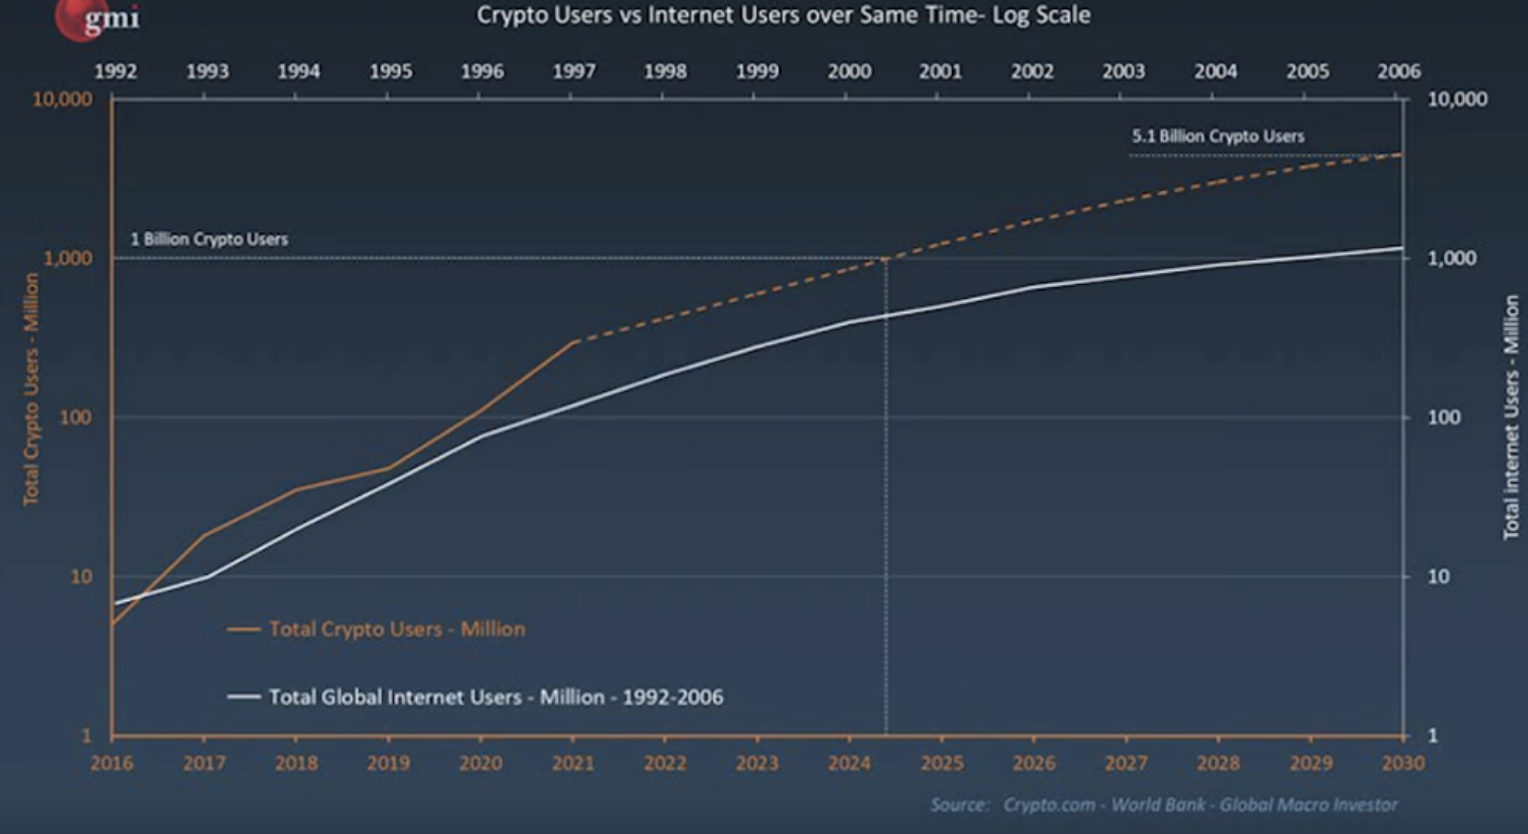 gmi
Crypto Users vs Internet Users over Same Time- Log Scale
1992 1993 1994 1995 1996 1997 1998 1999 2000 2001 2002 2003 2004 2005 2006
10,000 10,000
5.1 Billion Crypto Users
1 Billion Crypto Users
1,000 1,000
Total Crypto Users - Million
Total internet Users - Million
100 100
10 10
Total Crypto Users - Million
Total Global Internet Users - Million - 1992-2006
1 1
2016 2017 2018 2019 2020 2021 2022 2023 2024 2025 2026 2027 2028 2029 2030
Source: Crypto.com - World Bank - Global Macro Investor